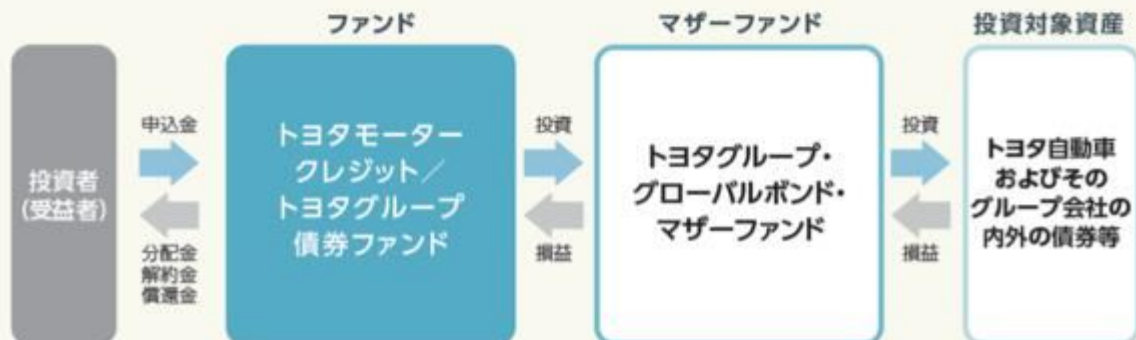 ファンド
マザーファンド
投資対象資産
投資者
(受益者)
申込金
分配金
解約金
償還金
トヨタモーター
クレジット／
トヨタグループ
債券ファンド
投資
損益
トヨタグループ・
グローバルボンド・
マザーファンド
投資
損益
トヨタ自動車
およびその
グループ会社の
内外の債券等